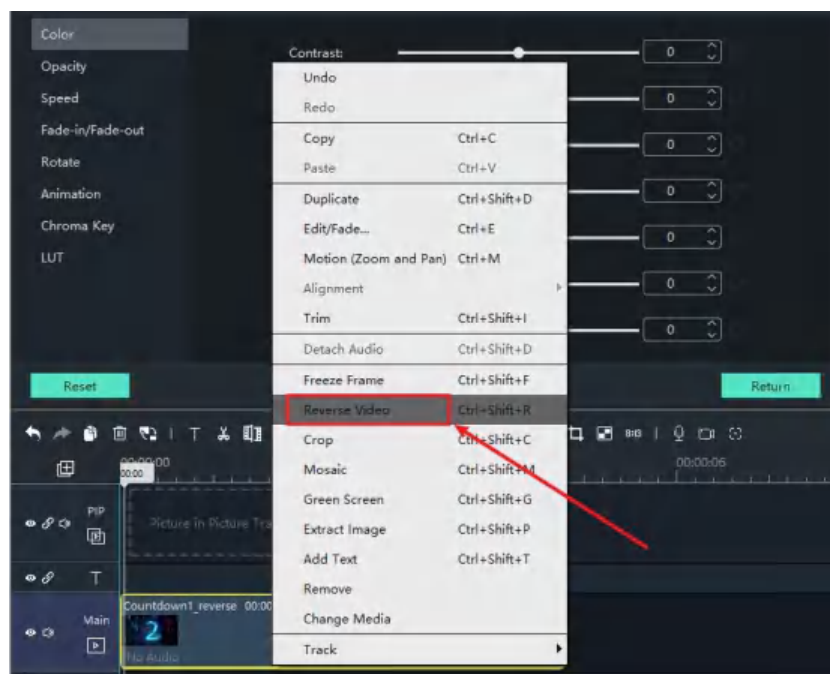 Color
Opacity
Speed
Fade-in/Fade-out
Rotate
Animation
Chroma Key
LUT
Contrast: 0
0
0
0
0
0
0
Reset
Return
Undo
Redo
Copy Ctrl+C
Paste Ctrl+V
Duplicate Ctrl+Shift+D
Edit/Fade... Ctrl+E
Motion (Zoom and Pan) Ctrl+M
Alignment
Trim Ctrl+Shift+I
Detach Audio Ctrl+Shift+D
Freeze Frame Ctrl+Shift+F
Reverse Video Ctrl+Shift+R
Crop Ctrl+Shift+C
Mosaic Ctrl+Shift+M
Green Screen Ctrl+Shift+G
Extract Image Ctrl+Shift+P
Add Text Ctrl+Shift+T
Remove
Change Media
Track
00:00:00
00:00
00:00:06
PIP
Picture in Picture
T
Countdown1_reverse 00:00
Main
2
No Audio